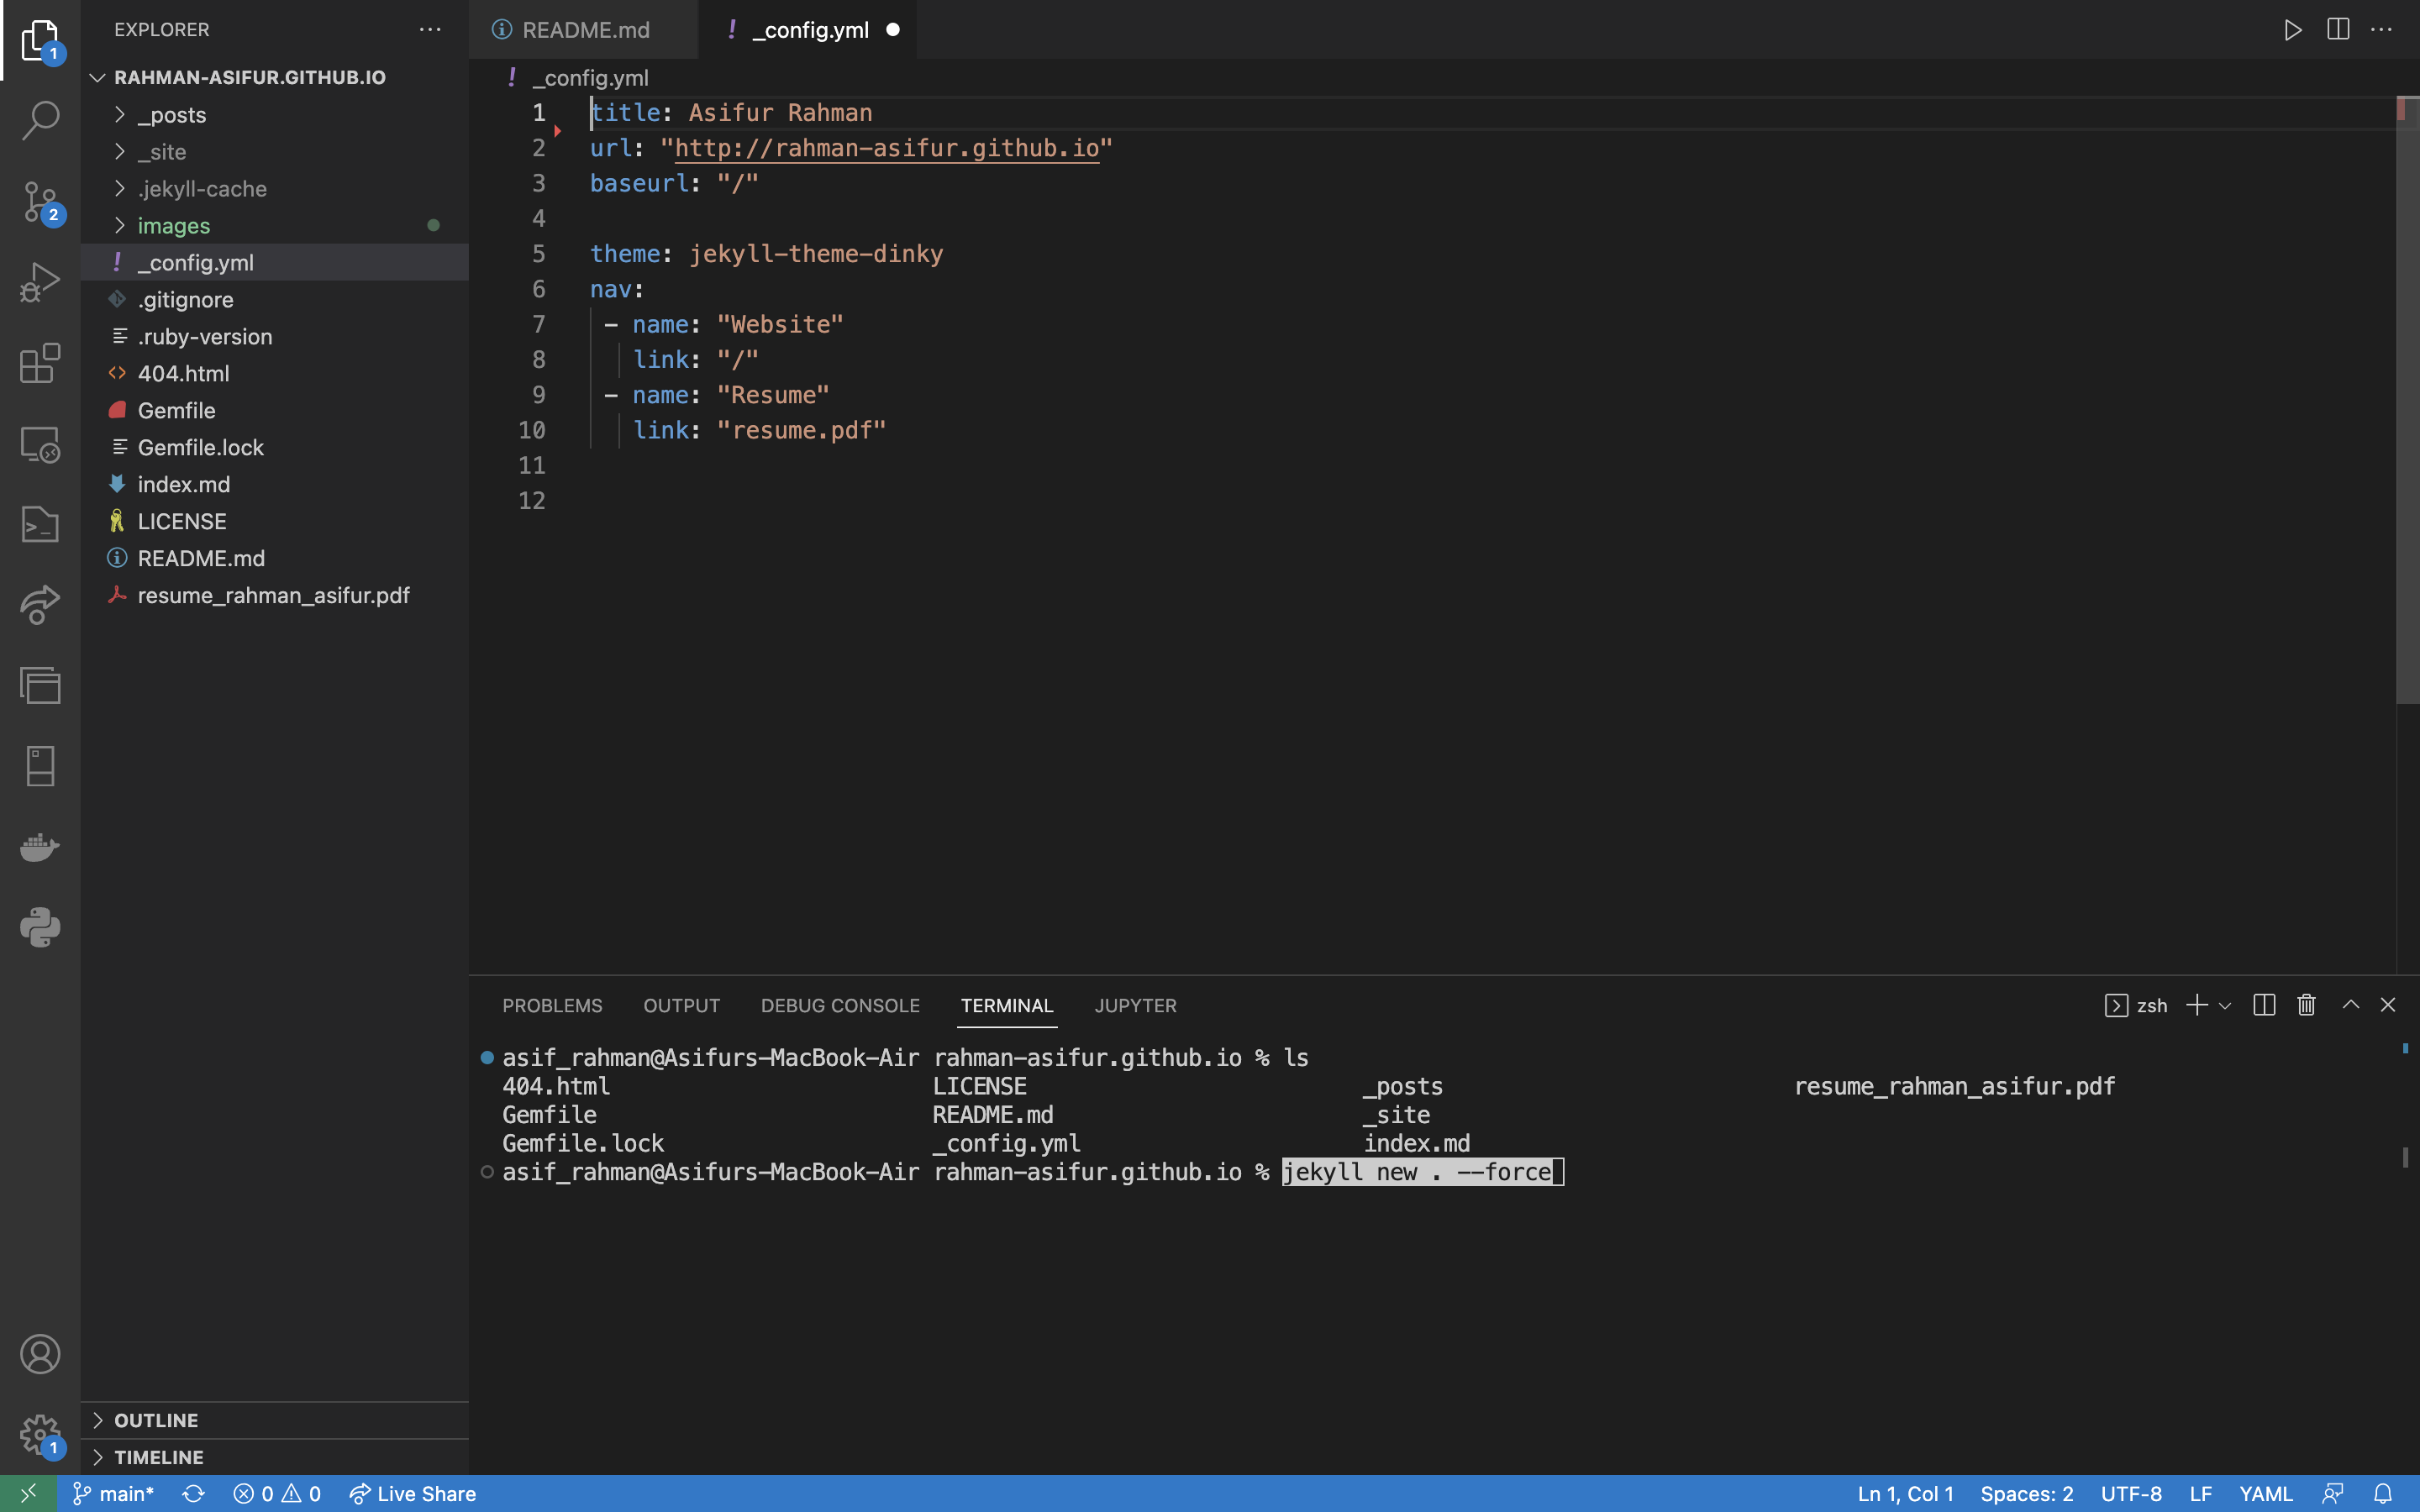 EXPLORER
README.md
_config.yml
1
RAHMAN-ASIFUR.GITHUB.IO
_posts
_site
.jekyll-cache
images
_config.yml
.gitignore
.ruby-version
404.html
Gemfile
Gemfile.lock
index.md
LICENSE
README.md
resume_rahman_asifur.pdf
2
_config.yml
1 title: Asifur Rahman
2 url: "http://rahman-asifur.github.io"
3 baseurl: "/"
4
5 theme: jekyll-theme-dinky
6 nav:
7 - name: "Website"
8 link: "/"
9 - name: "Resume"
10 link: "resume.pdf"
11
12
PROBLEMS OUTPUT DEBUG CONSOLE TERMINAL JUPYTER
zsh
asif_rahman@Asifurs-MacBook-Air rahman-asifur.github.io % ls
404.html LICENSE _posts resume_rahman_asifur.pdf
Gemfile README.md _site
Gemfile.lock _config.yml index.md
asif_rahman@Asifurs-MacBook-Air rahman-asifur.github.io % jekyll new . --force
OUTLINE
TIMELINE
1
main* 0 0 Live Share
Ln 1, Col 1 Spaces: 2 UTF-8 LF YAML